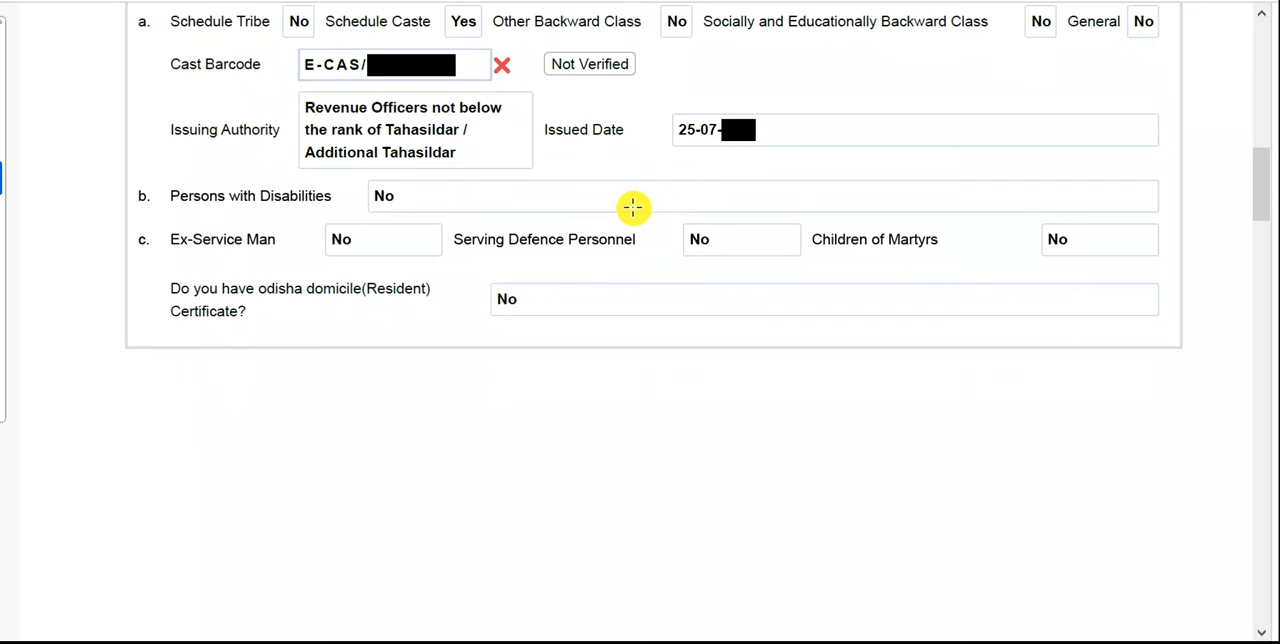 a. Schedule Tribe No Schedule Caste Yes Other Backward Class No Socially and Educationally Backward Class No General No
Cast Barcode E-CAS/ Not Verified
Revenue Officers not below
Issuing Authority the rank of Tahasildar / Issued Date 25-07-
Additional Tahasildar
b. Persons with Disabilities No
c. Ex-Service Man No Serving Defence Personnel No Children of Martyrs No
Do you have odisha domicile(Resident)
Certificate? No